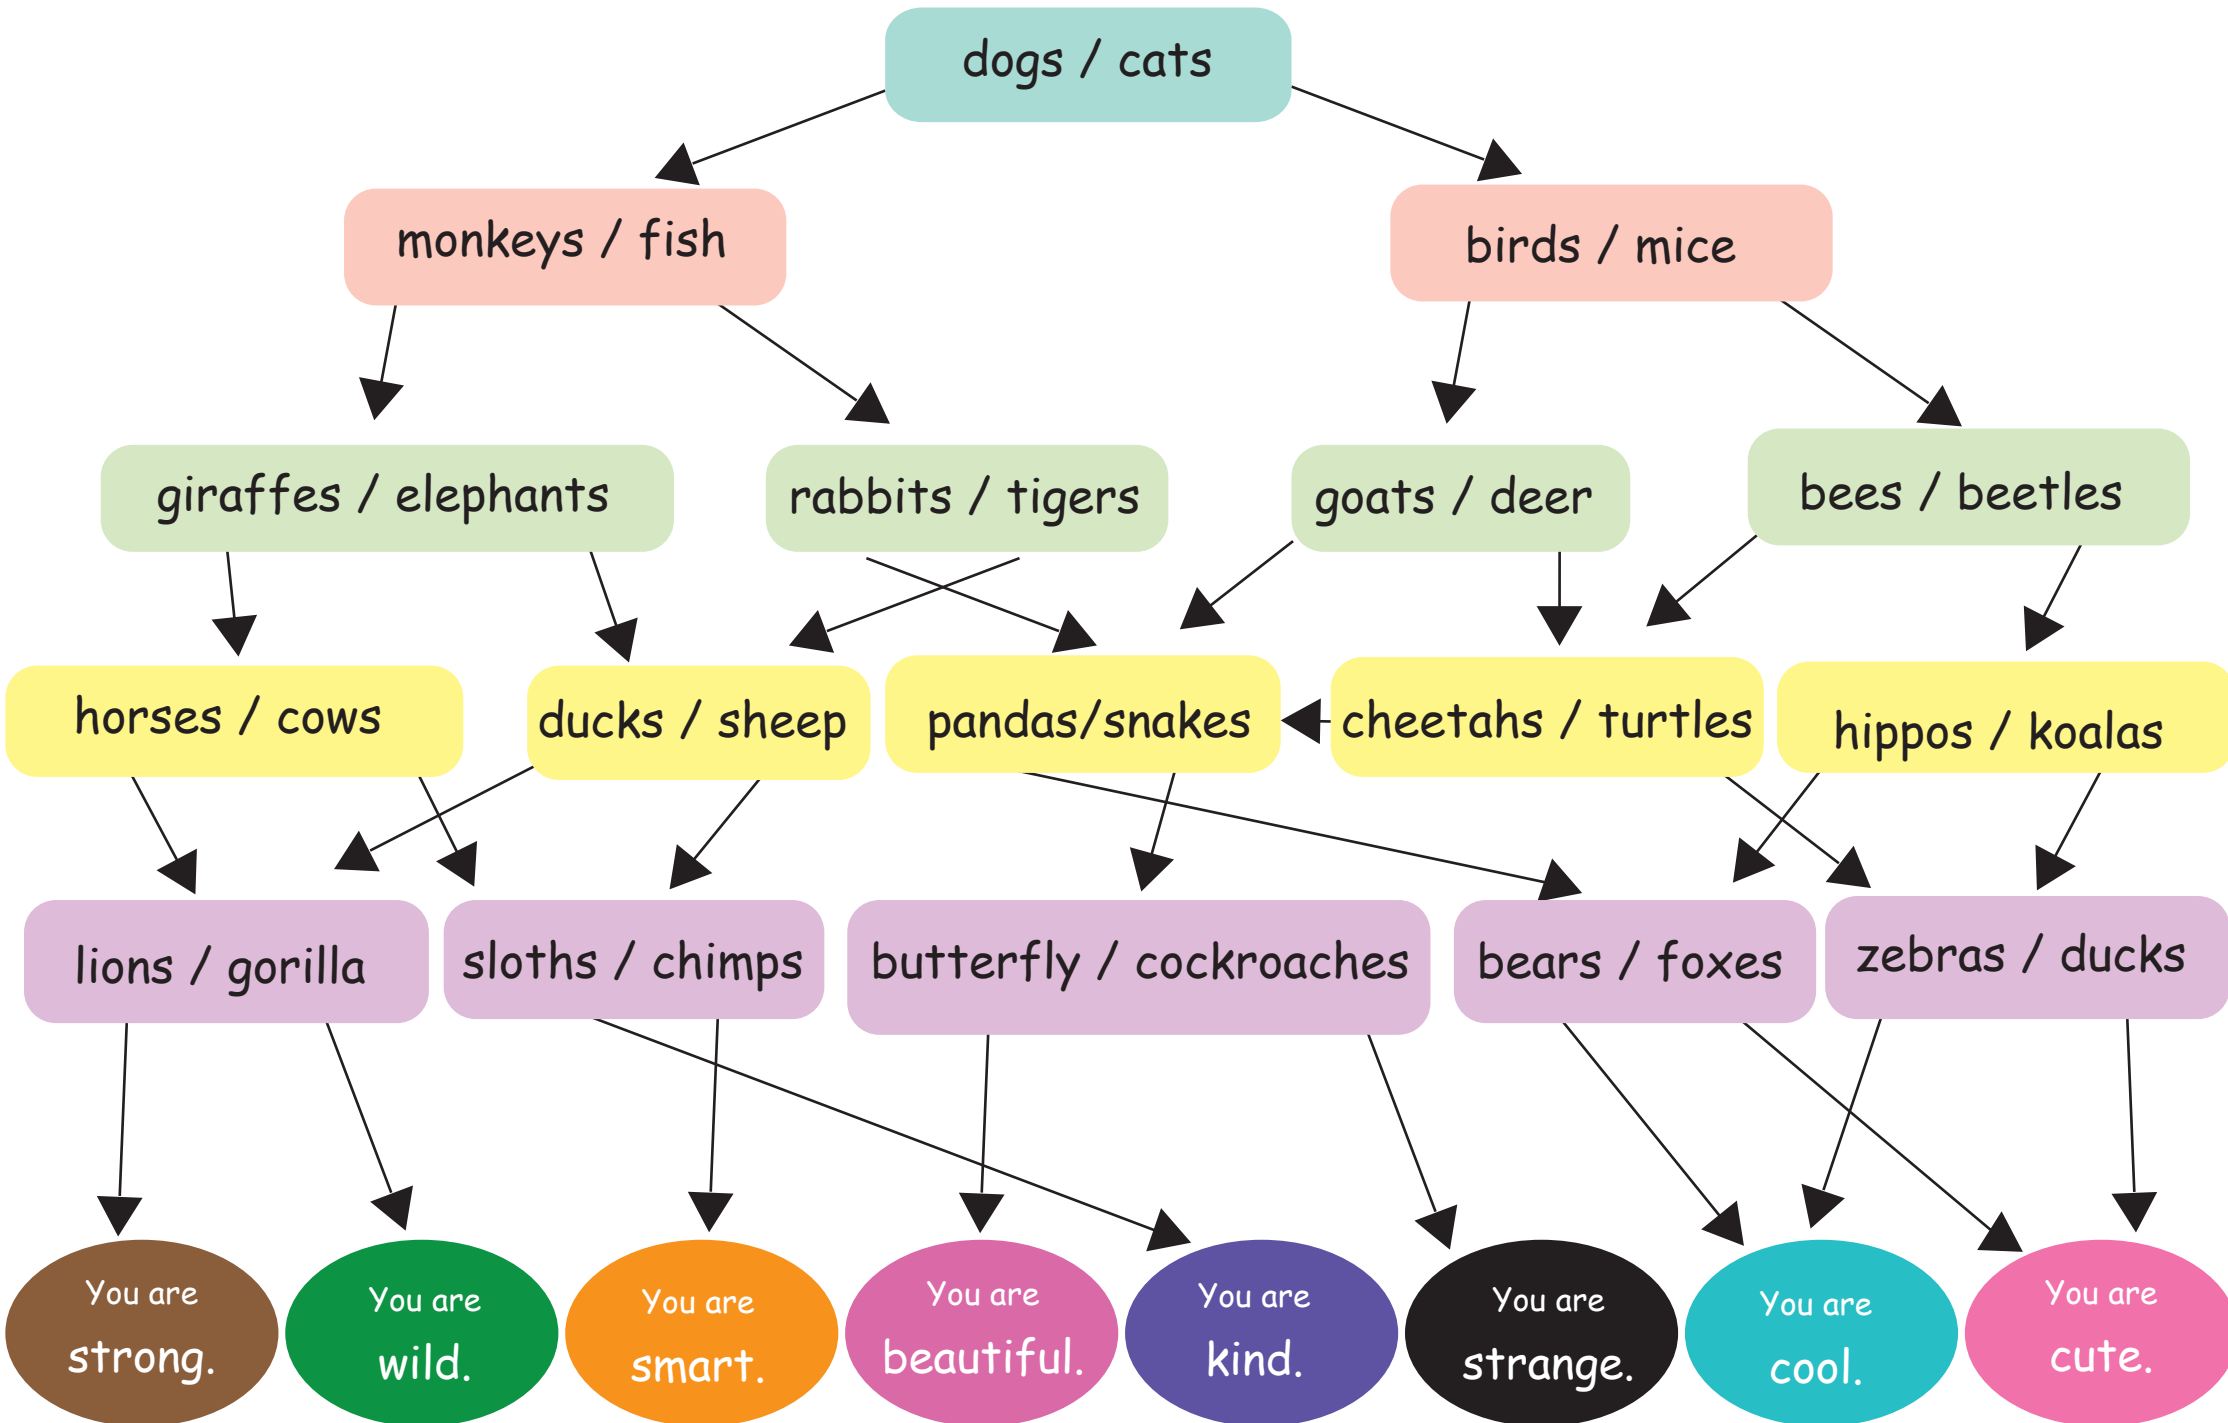 dogs / cats
monkeys / fish
birds / mice
giraffes / elephants
rabbits / tigers
goats / deer
bees / beetles
horses / cows
ducks / sheep
pandas/snakes
cheetahs / turtles
hippos / koalas
lions / gorilla
sloths / chimps
butterfly / cockroaches
bears / foxes
zebras / ducks
You are
strong.
You are
wild.
You are
smart.
You are
beautiful.
You are
kind.
You are
strange.
You are
cool.
You are
cute.